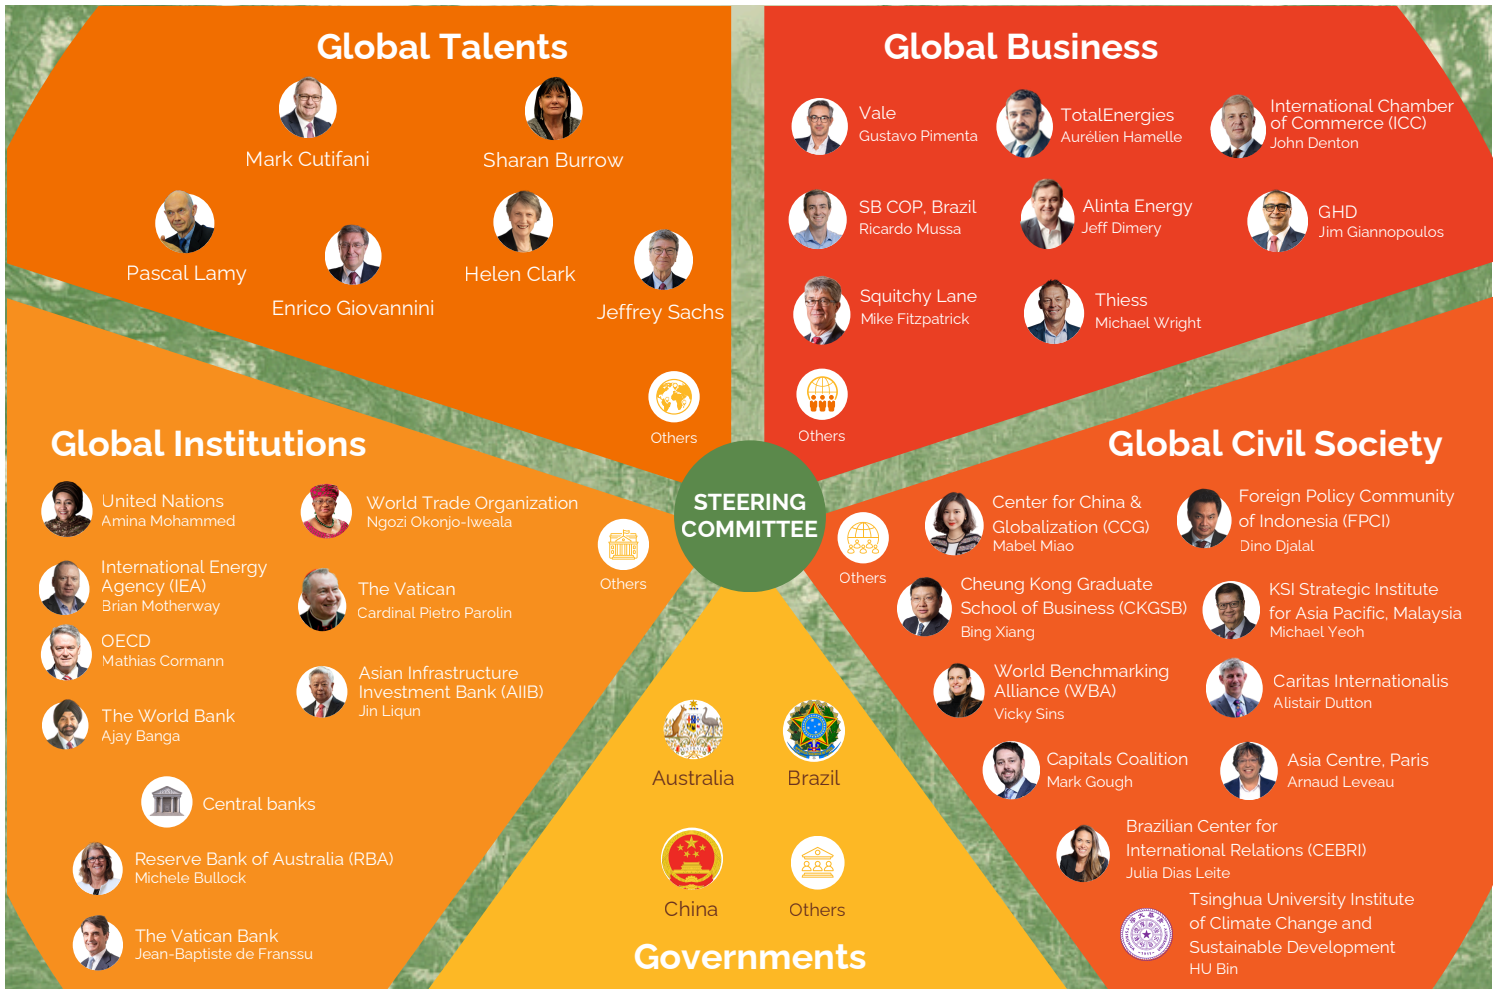 Global Talents
Mark Cutifani
Sharan Burrow
Pascal Lamy
Enrico Giovannini
Helen Clark
Jeffrey Sachs
Others
Global Business
Vale
Gustavo Pimenta
TotalEnergies
Aurélien Hamelle
International Chamber
of Commerce (ICC)
John Denton
SB COP, Brazil
Ricardo Mussa
Alinta Energy
Jeff Dimery
GHD
Jim Giannopoulos
Squitchy Lane
Mike Fitzpatrick
Thiess
Michael Wright
Others
Global Institutions
United Nations
Amina Mohammed
World Trade Organization
Ngozi Okonjo-Iweala
International Energy
Agency (IEA)
Brian Motherway
The Vatican
Cardinal Pietro Parolin
OECD
Mathias Cormann
Asian Infrastructure
Investment Bank (AIIB)
Jin Liqun
The World Bank
Ajay Banga
Central banks
Reserve Bank of Australia (RBA)
Michele Bullock
The Vatican Bank
Jean-Baptiste de Franssu
Others
STEERING
COMMITTEE
Global Civil Society
Others
Center for China &
Globalization (CCG)
Mabel Miao
Foreign Policy Community
of Indonesia (FPCI)
Dino Djalal
Cheung Kong Graduate
School of Business (CKGSB)
Bing Xiang
KSI Strategic Institute
for Asia Pacific, Malaysia
Michael Yeoh
World Benchmarking
Alliance (WBA)
Vicky Sins
Caritas Internationalis
Alistair Dutton
Capitals Coalition
Mark Gough
Asia Centre, Paris
Arnaud Leveau
Brazilian Center for
International Relations (CEBRI)
Julia Dias Leite
Tsinghua University Institute
of Climate Change and
Sustainable Development
HU Bin
Australia
Brazil
China
Others
Governments